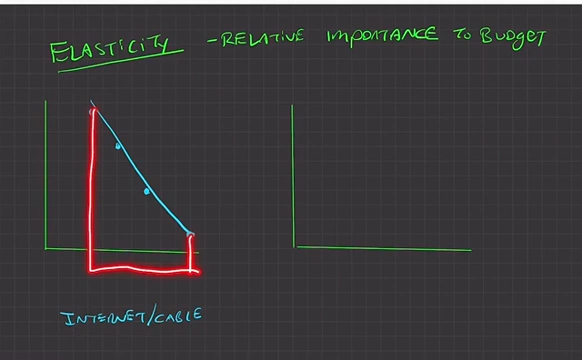 ELASTICITY - RELATIVE IMPORTANCE TO BUDGET
INTERNET/CABLE